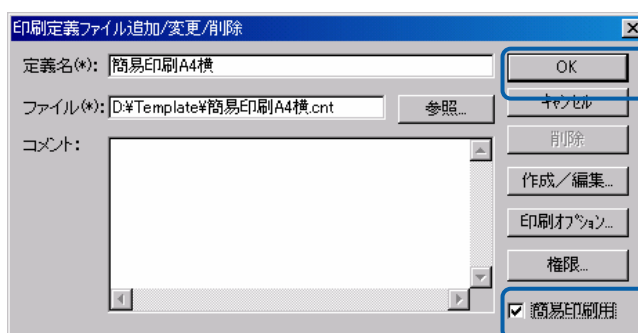 印刷定義ファイル追加/変更/削除
定義名(*): 簡易印刷A4横
OK
ファイル(*): D:¥Template¥簡易印刷A4横.cnt
参照...
キャンセル
コメント:
削除
作成/編集...
印刷オプション...
権限...
簡易印刷用